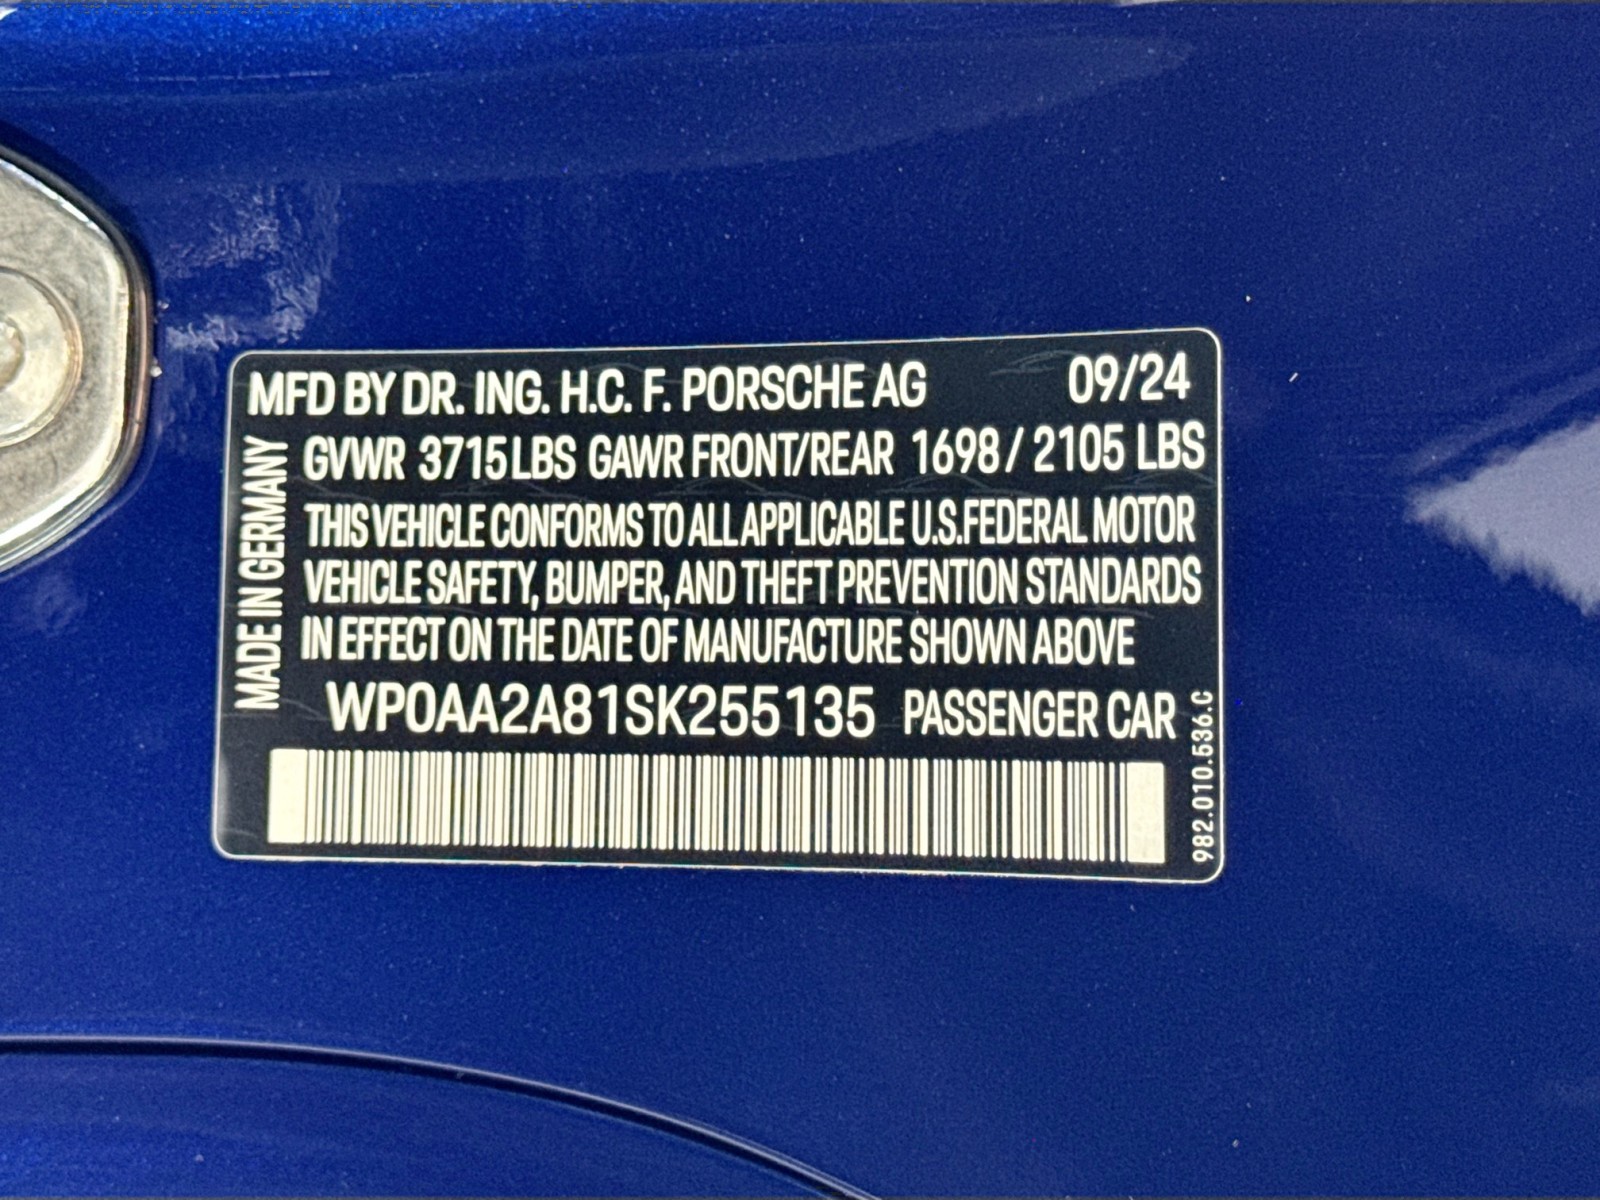 MFD BY DR. ING. H.C. F. PORSCHE AG 09/24
GVWR 3715 LBS GAWR FRONT/REAR 1698 / 2105 LBS
THIS VEHICLE CONFORMS TO ALL APPLICABLE U.S.FEDERAL MOTOR
VEHICLE SAFETY, BUMPER, AND THEFT PREVENTION STANDARDS
IN EFFECT ON THE DATE OF MANUFACTURE SHOWN ABOVE
WP0AA2A81SK255135 PASSENGER CAR
MADE IN GERMANY
982.010.536.C